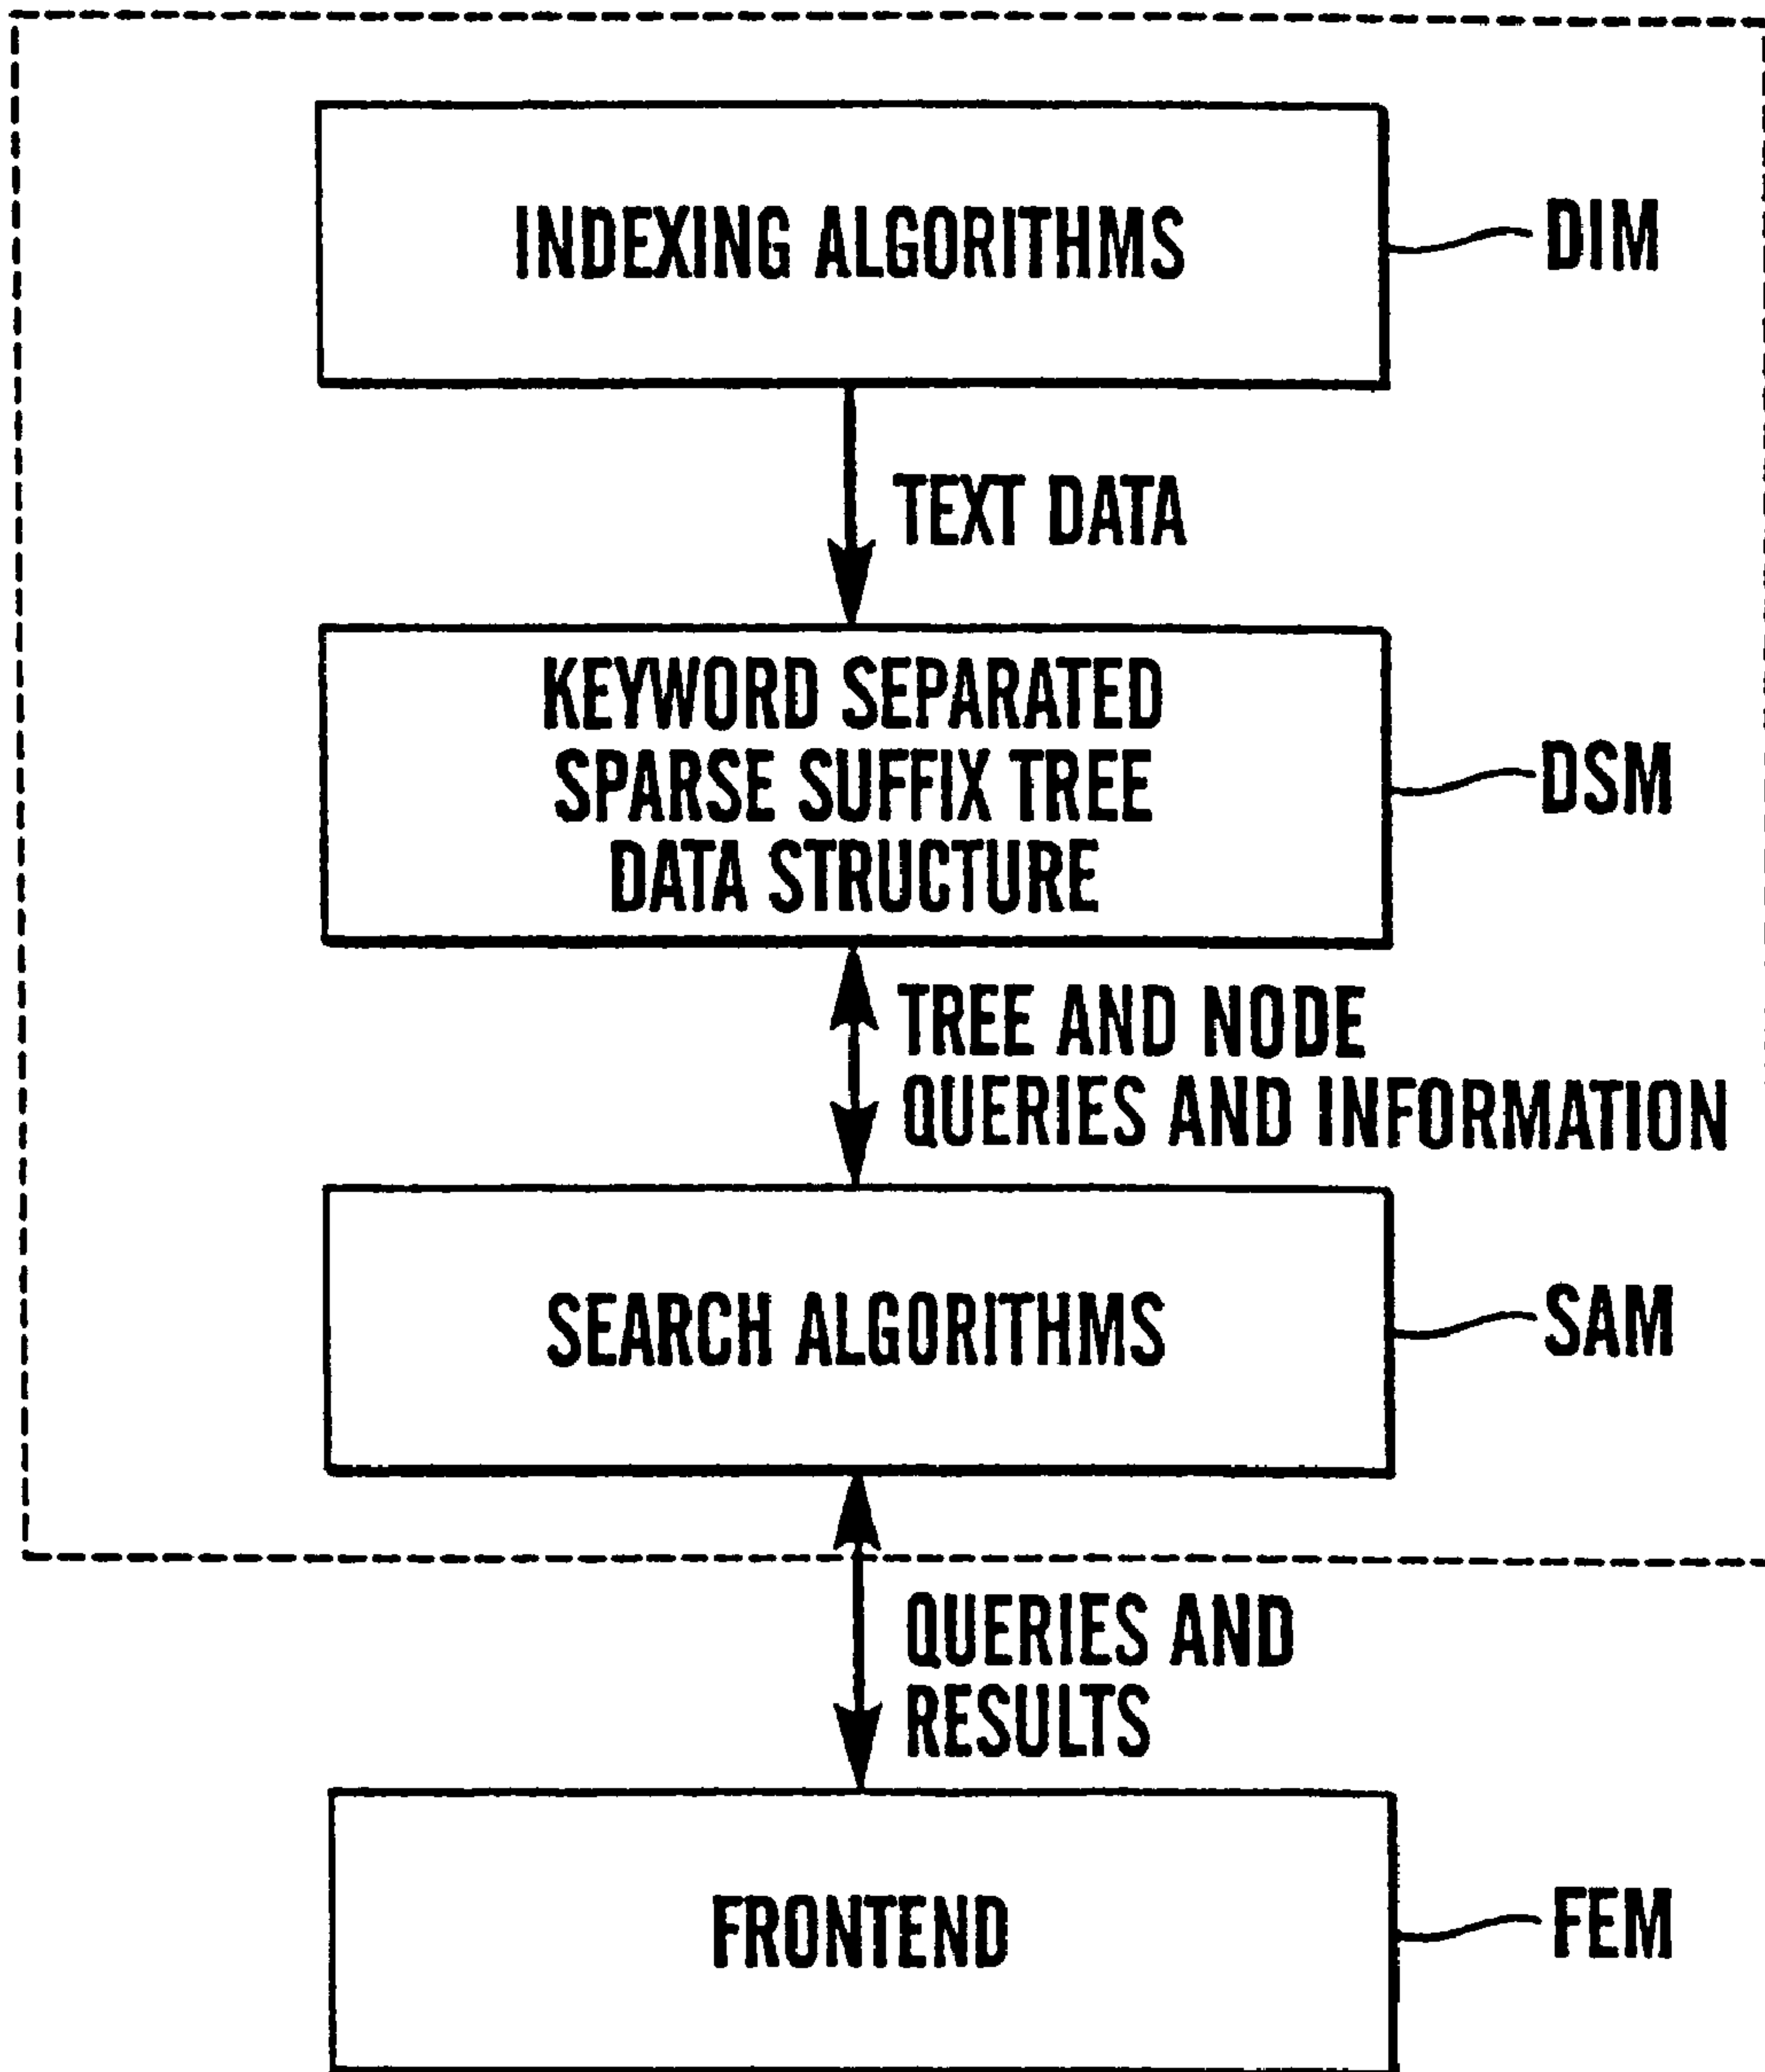 INDEXING ALGORITHMS
DIM
TEXT DATA
KEYWORD SEPARATED
SPARSE SUFFIX TREE
DATA STRUCTURE
DSM
TREE AND NODE
QUERIES AND INFORMATION
SEARCH ALGORITHMS
SAM
QUERIES AND
RESULTS
FRONTEND
FEM